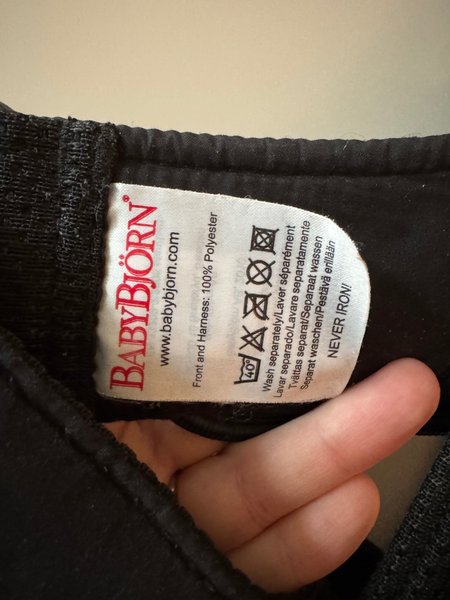 BABYBJÖRN®
www.babybjorn.com
Front and Harness: 100% Polyester
40°
Wash separately/Laver séparément
Lavar separado/Lavare separatamente
Tvättas separat/Separaat wassen
Separat waschen/Pestävä erillään
NEVER IRON!